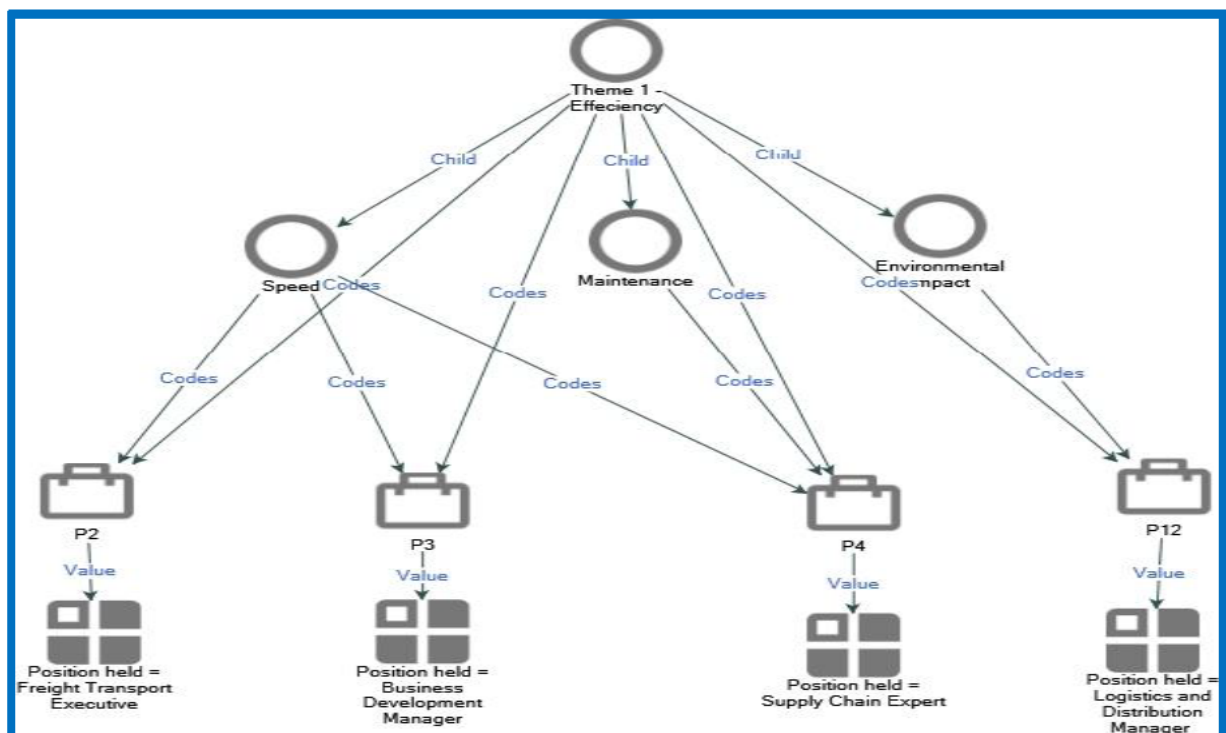 Theme 1 -
Effeciency
Child
Child
Child
Speed
Codes
Maintenance
Environmental
Codes
mpact
Codes
Codes
Codes
Codes
Codes
Codes
Codes
P2
P3
P4
P12
Value
Value
Value
Value
Position held =
Freight Transport
Executive
Position held =
Business
Development
Manager
Position held =
Supply Chain Expert
Position held =
Logistics and
Distribution
Manager